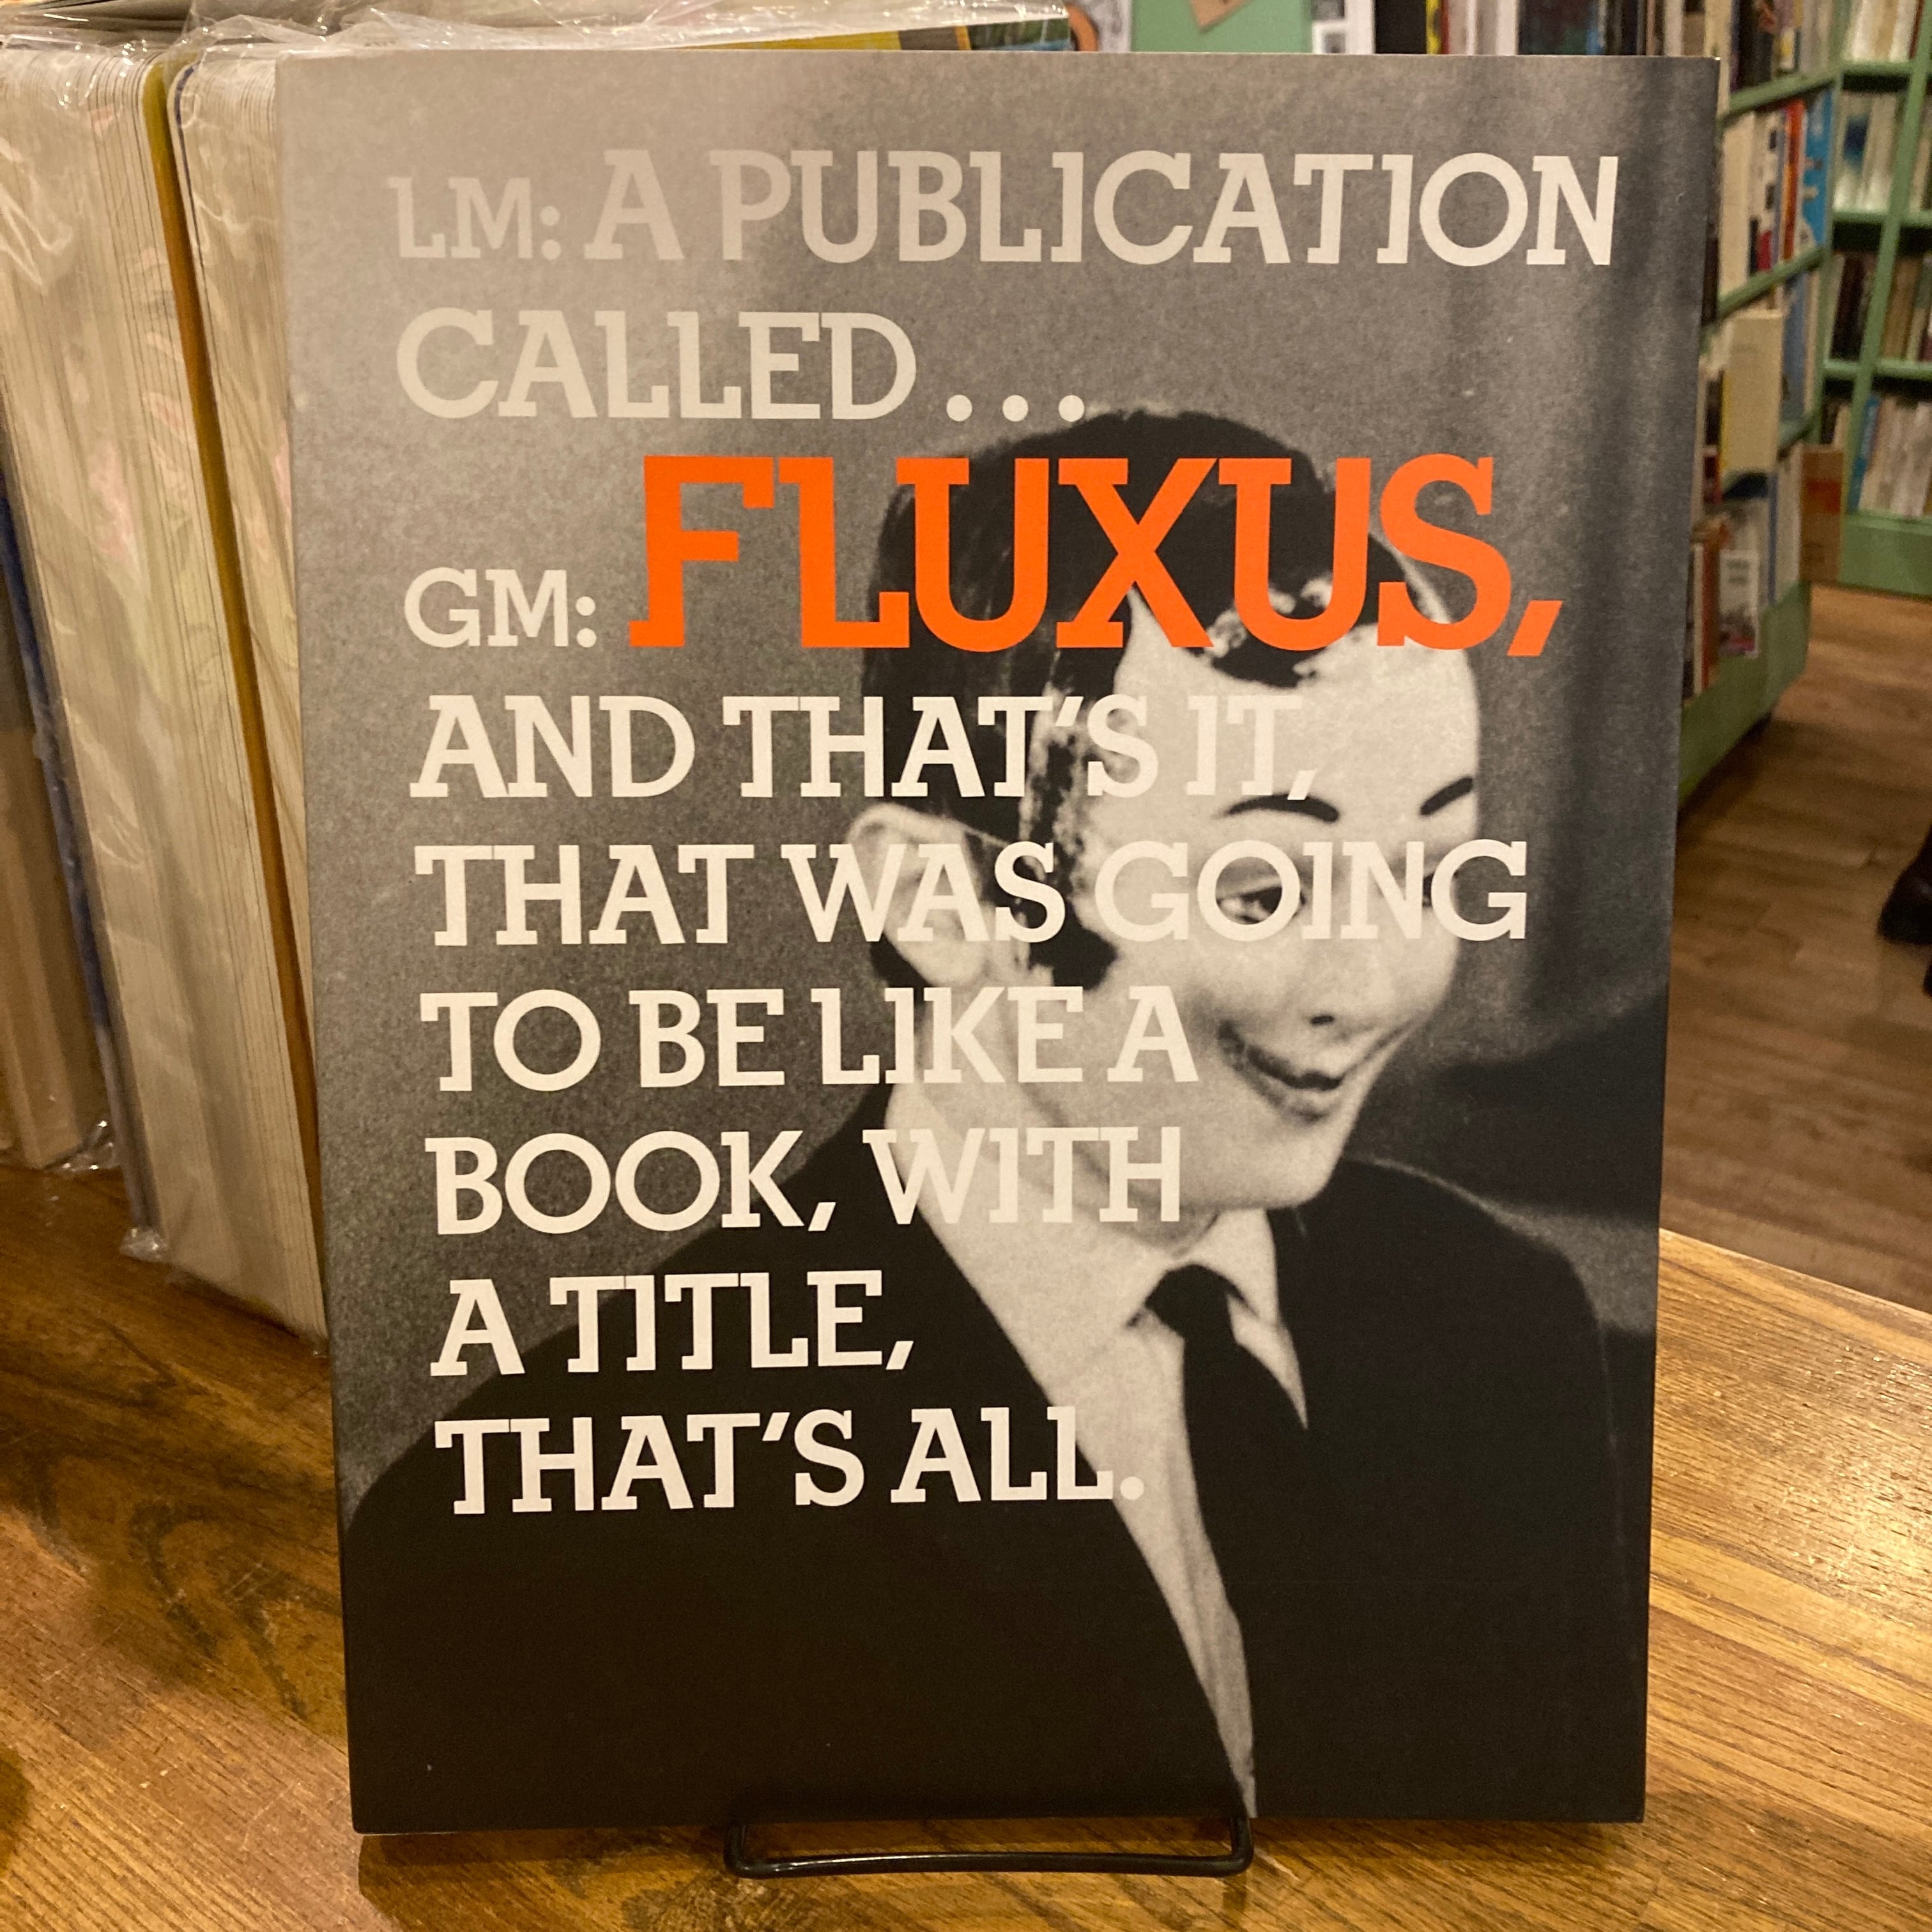 LM: A PUBLICATION
CALLED...
GM: FLUXUS,
AND THAT'S IT,
THAT WAS GOING
TO BE LIKE A
BOOK, WITH
A TITLE,
THAT'S ALL.